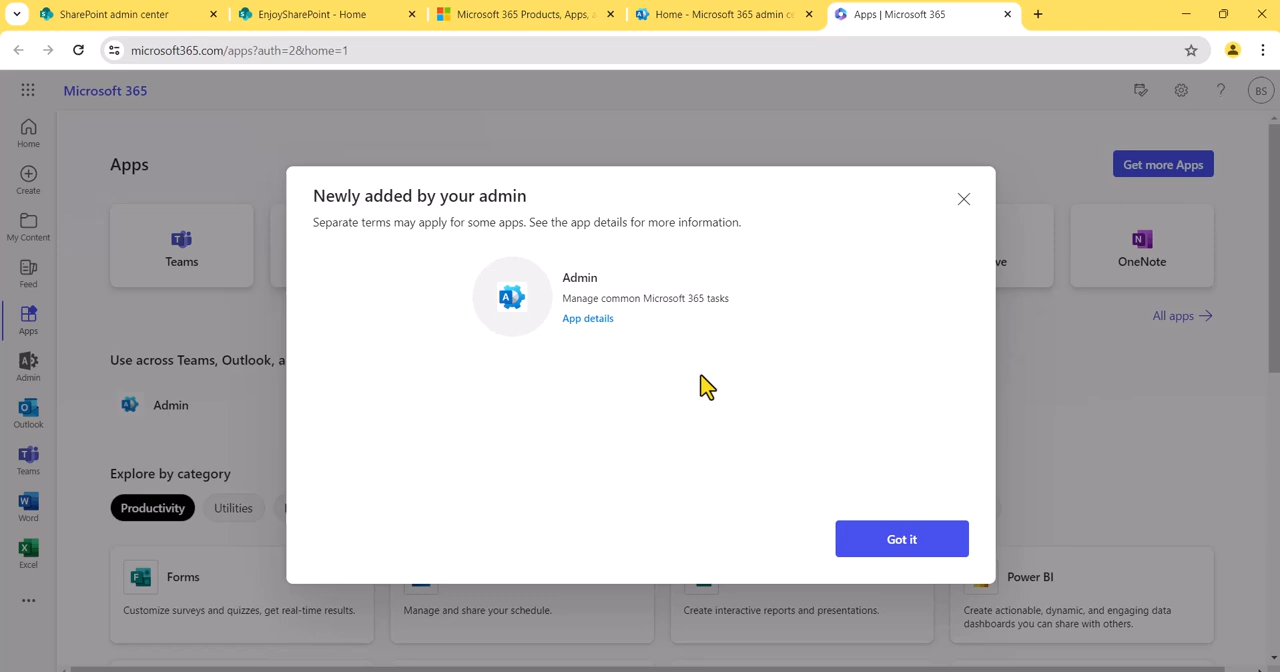 SharePoint admin center
EnjoySharePoint - Home
Microsoft 365 Products, Apps, a
Home - Microsoft 365 admin ce
Apps | Microsoft 365
microsoft365.com/apps?auth=2&home=1
Microsoft 365
BS
Home
Create
My Content
Feed
Apps
Admin
Outlook
Teams
Word
Excel
Apps
Get more Apps
Teams
ve
OneNote
All apps
Use across Teams, Outlook, a
Admin
Explore by category
Productivity
Utilities
Forms
Customize surveys and quizzes, get real-time results.
Manage and share your schedule.
Create interactive reports and presentations.
Power BI
Create actionable, dynamic, and engaging data
dashboards you can share with others.
Newly added by your admin
Separate terms may apply for some apps. See the app details for more information.
Admin
Manage common Microsoft 365 tasks
App details
Got it